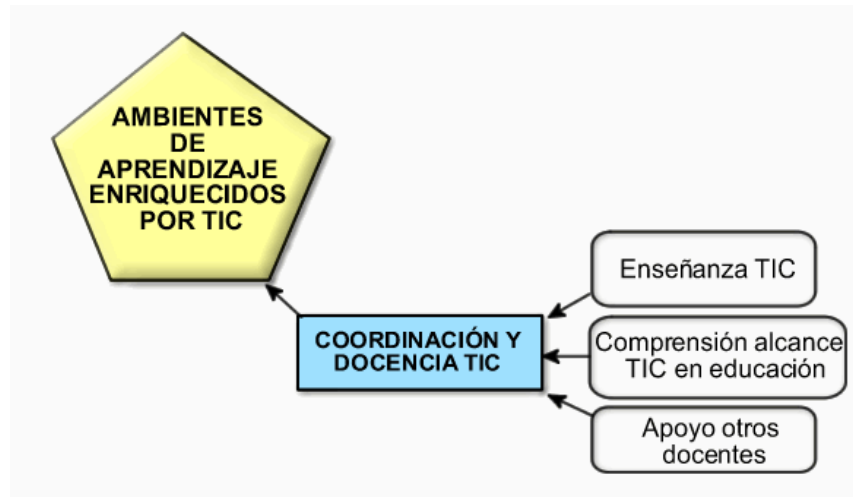 AMBIENTES
DE
APRENDIZAJE
ENRIQUECIDOS
POR TIC
COORDINACIÓN Y
DOCENCIA TIC
Enseñanza TIC
Comprensión alcance
TIC en educación
Apoyo otros
docentes